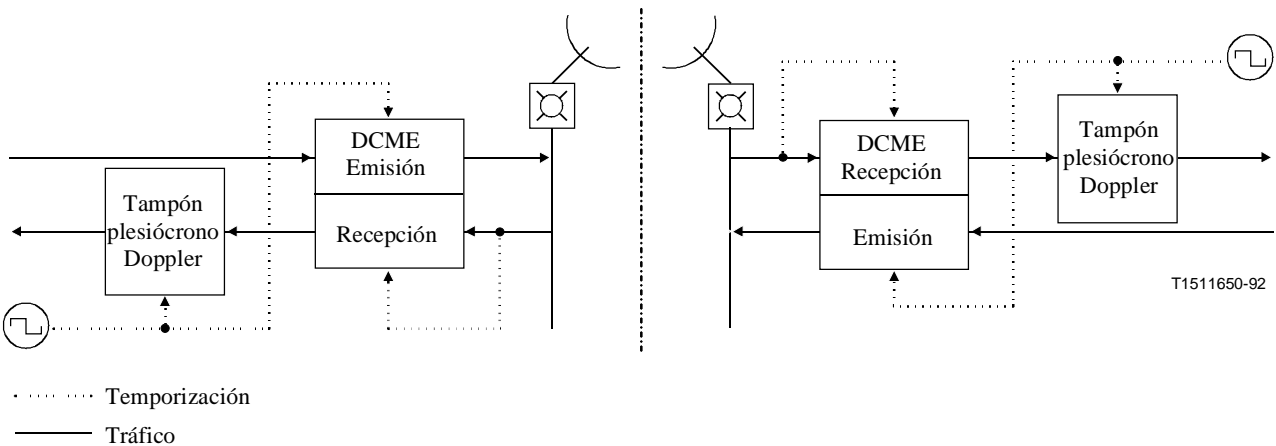 DCME
Emisión
Recepción
Tampón
plesiócrono
Doppler
DCME
Recepción
Emisión
Tampón
plesiócrono
Doppler
T1511650-92
Temporización
Tráfico